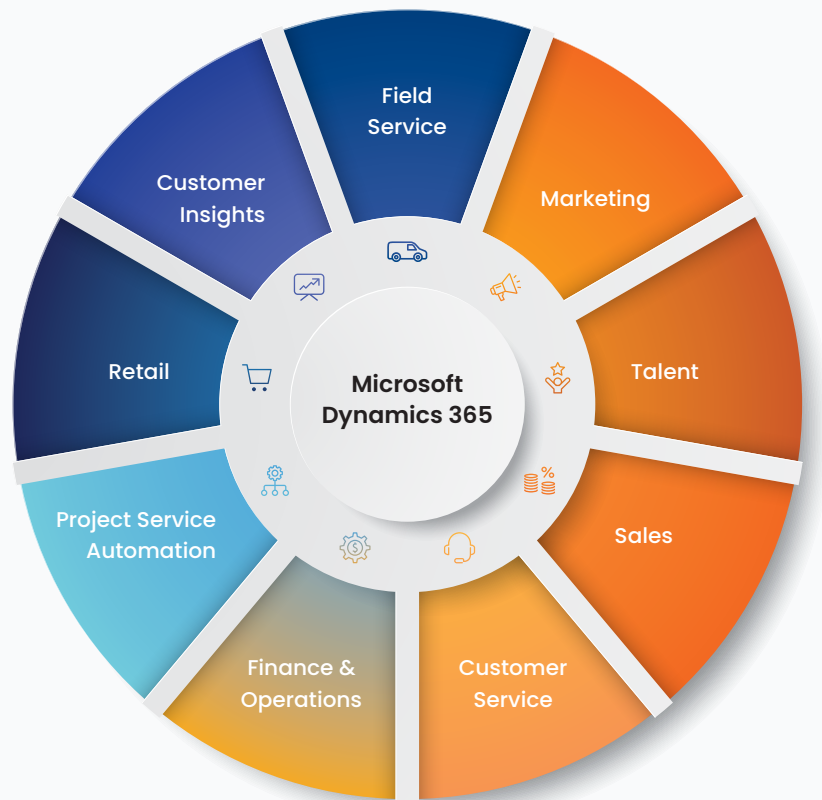 Field
Service
Marketing
Talent
Sales
Customer
Service
Finance &
Operations
Project Service
Automation
Retail
Customer
Insights
Microsoft
Dynamics 365
%
$